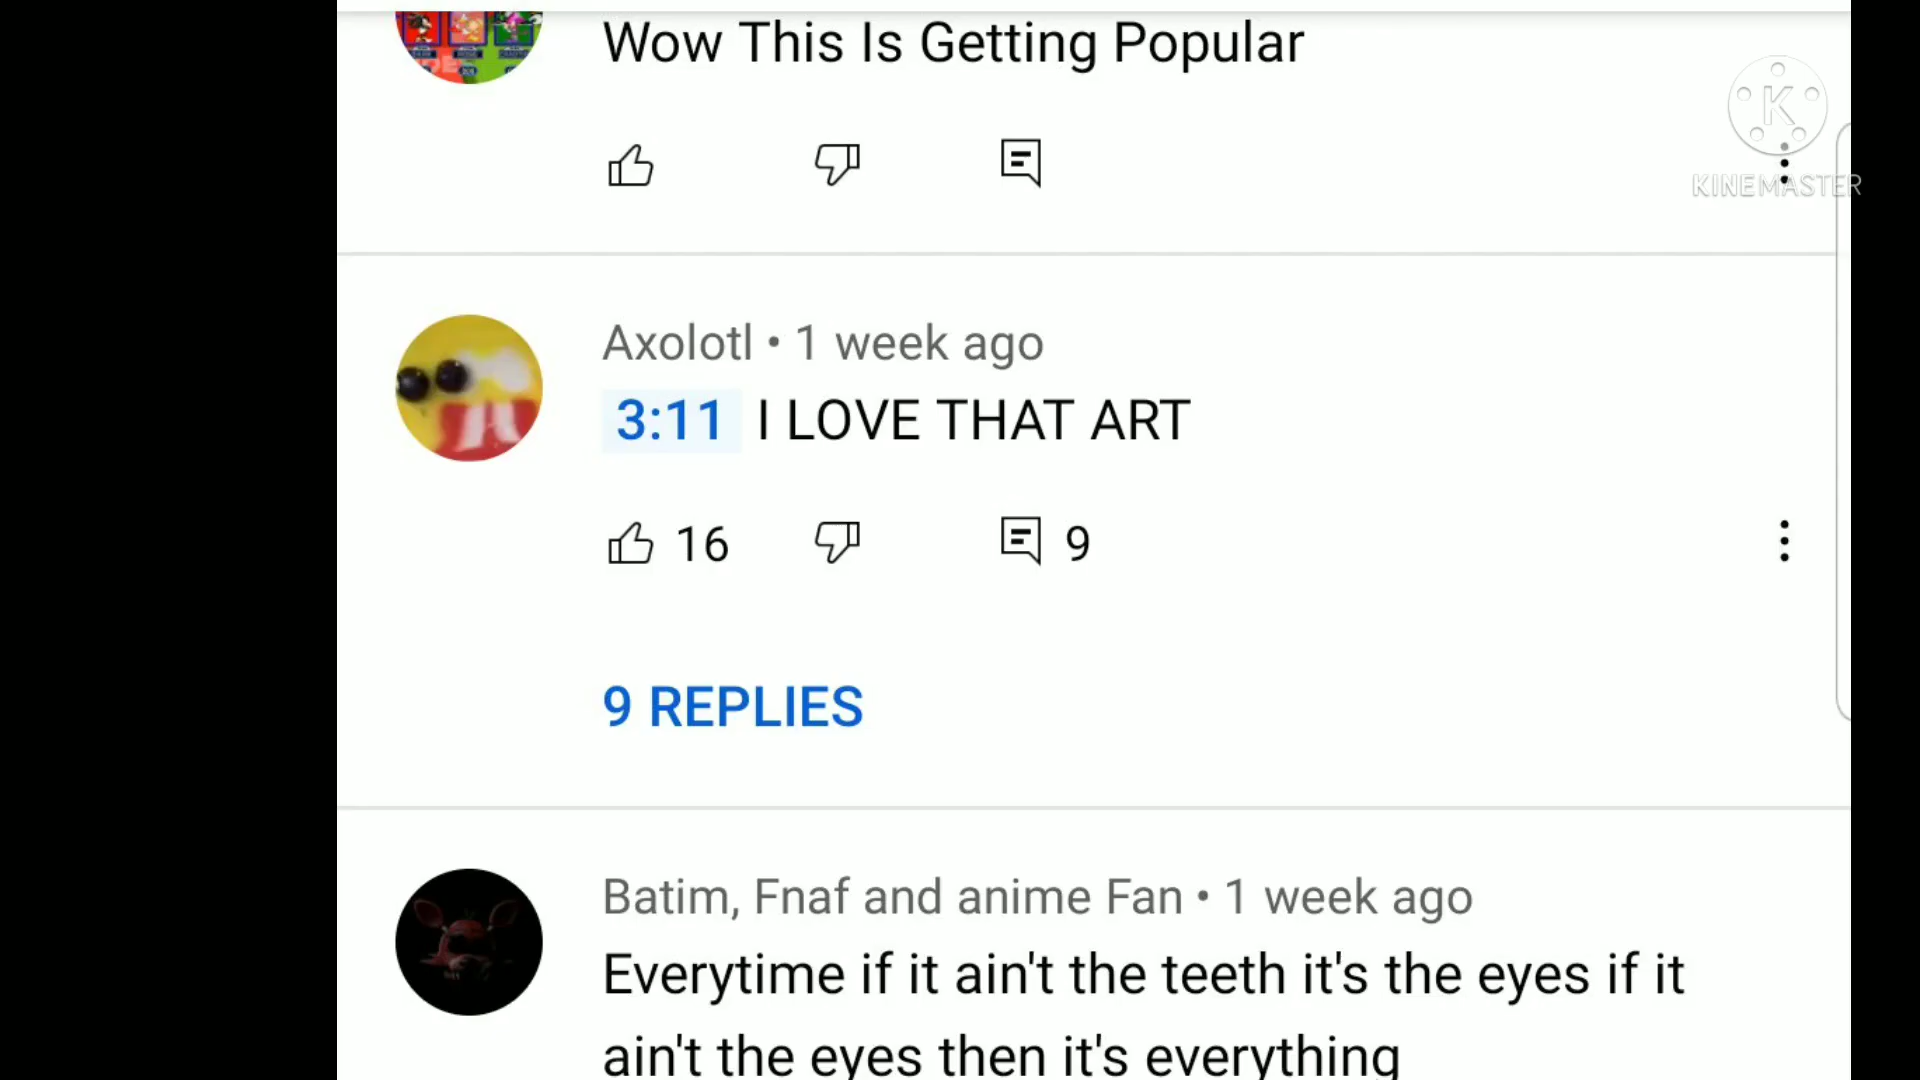 Wow This Is Getting Popular
K
KINEMASTER
Axolotl • 1 week ago
3:11 I LOVE THAT ART
16 9
9 REPLIES
Batim, Fnaf and anime Fan • 1 week ago
Everytime if it ain't the teeth it's the eyes if it
ain't the eyes then it's everything